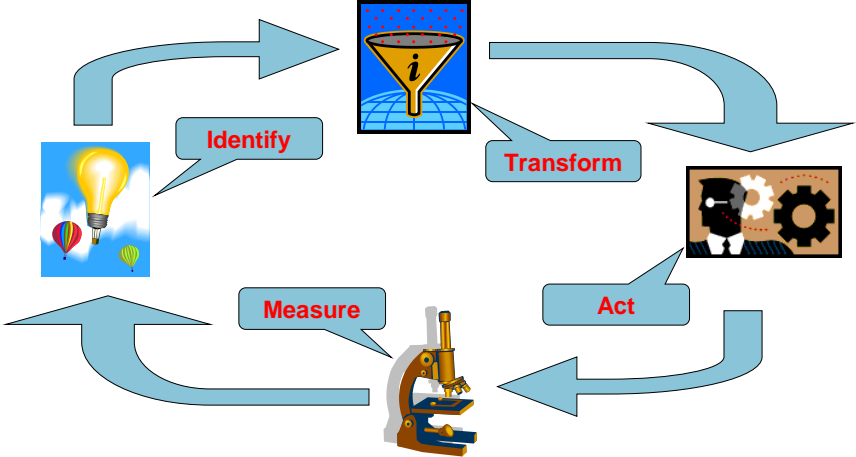 i
Identify
Transform
Measure
Act